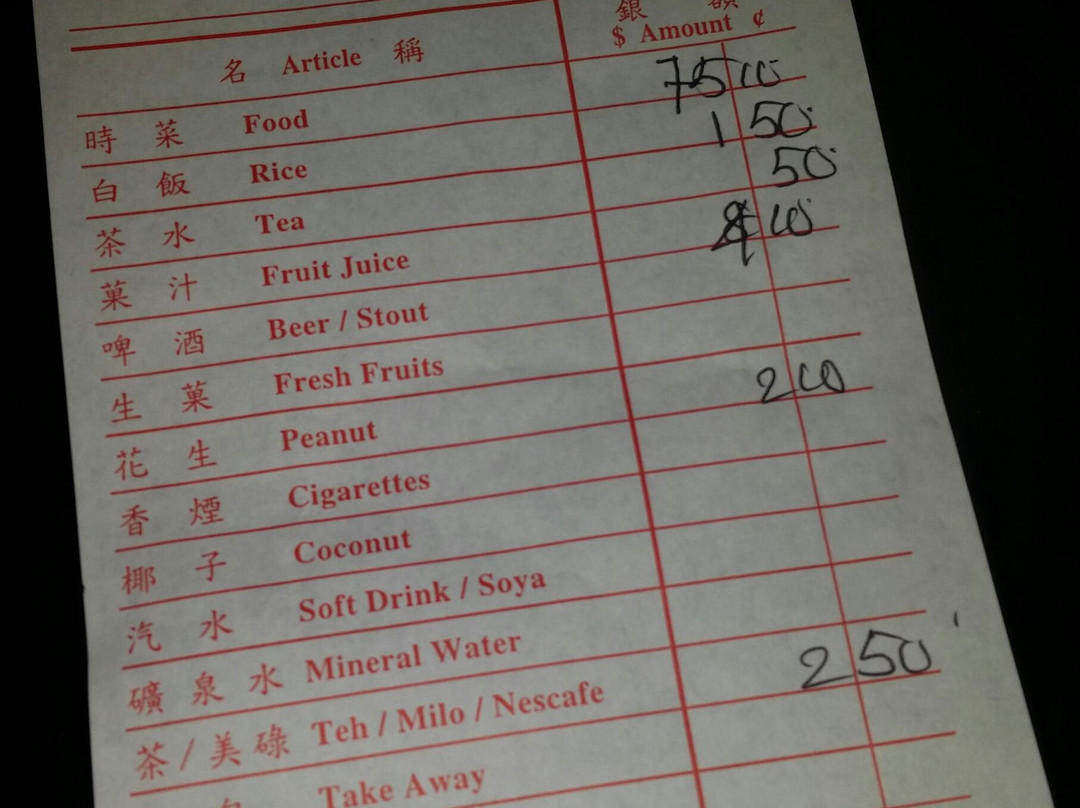 銀 額
名 Article 稱 $ Amount ¢
時 菜 Food 75 00
白 飯 Rice 1 50
茶 水 Tea 50
菓 汁 Fruit Juice 00
啤 酒 Beer / Stout
生 菓 Fresh Fruits
花 生 Peanut 2 00
香 煙 Cigarettes
椰 子 Coconut
汽 水 Soft Drink / Soya
礦 泉 水 Mineral Water
茶 / 美 碌 Teh / Milo / Nescafe 2 50
Take Away